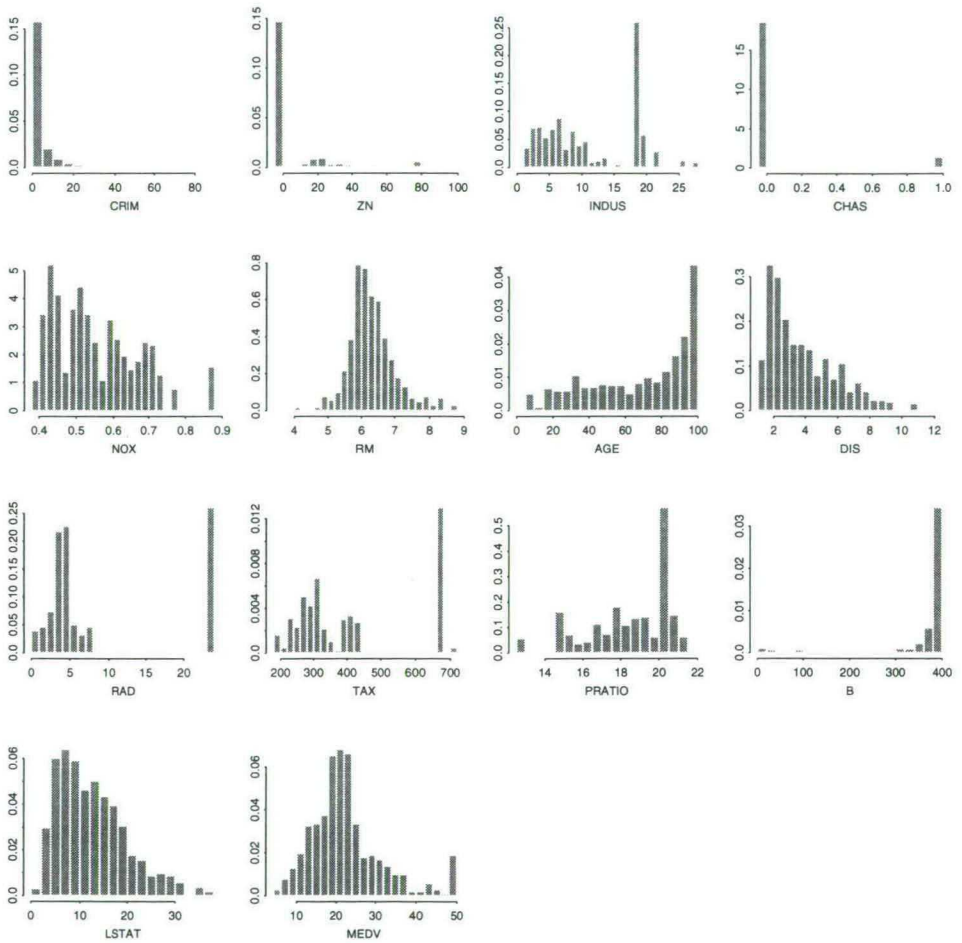 0.0 0.05 0.10 0.15
0 20 40 60 80
CRIM
0.0 0.05 0.10 0.15
0 20 40 60 80 100
ZN
0.0 0.05 0.10 0.15 0.20 0.25
0 5 10 15 20 25
INDUS
0 5 10 15
0.0 0.2 0.4 0.6 0.8 1.0
CHAS
0 1 2 3 4 5
0.4 0.5 0.6 0.7 0.8 0.9
NOX
0.0 0.2 0.4 0.6 0.8
4 5 6 7 8 9
RM
0.0 0.01 0.02 0.03 0.04
0 20 40 60 80 100
AGE
0.0 0.1 0.2 0.3
2 4 6 8 10 12
DIS
0.0 0.05 0.10 0.15 0.20 0.25
0 5 10 15 20
RAD
0.0 0.004 0.008 0.012
200 300 400 500 600 700
TAX
0.0 0.1 0.2 0.3 0.4 0.5
14 16 18 20 22
PRATIO
0.0 0.01 0.02 0.03
0 100 200 300 400
B
0.0 0.02 0.04 0.06
0 10 20 30
LSTAT
0.0 0.02 0.04 0.06
10 20 30 40 50
MEDV